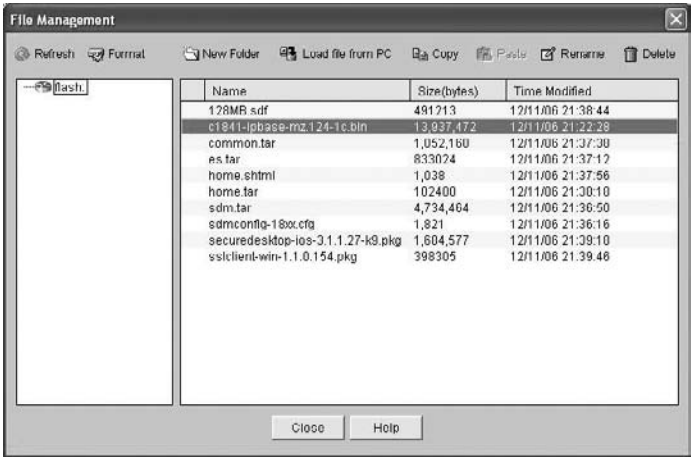 File Management
Refresh Format New Folder Load file from PC Copy Paste Rename Delete
flash:
Name Size(bytes) Time Modified
128MB.sdf 491213 12/11/06 21:38:44
c1841-ipbase-mz.124-1c.bin 13,937,472 12/11/06 21:22:28
common.tar 1,052,160 12/11/06 21:37:38
es.tar 833024 12/11/06 21:37:12
home.shtml 1,038 12/11/06 21:37:56
home.tar 102400 12/11/06 21:38:18
sdm.tar 4,734,464 12/11/06 21:36:50
sdmconfig-18xx.cfg 1,821 12/11/06 21:36:16
securedesktop-ios-3.1.1.27-k9.pkg 1,684,577 12/11/06 21:39:18
sslclient-win-1.1.0.154.pkg 398305 12/11/06 21:39:46
Close Help